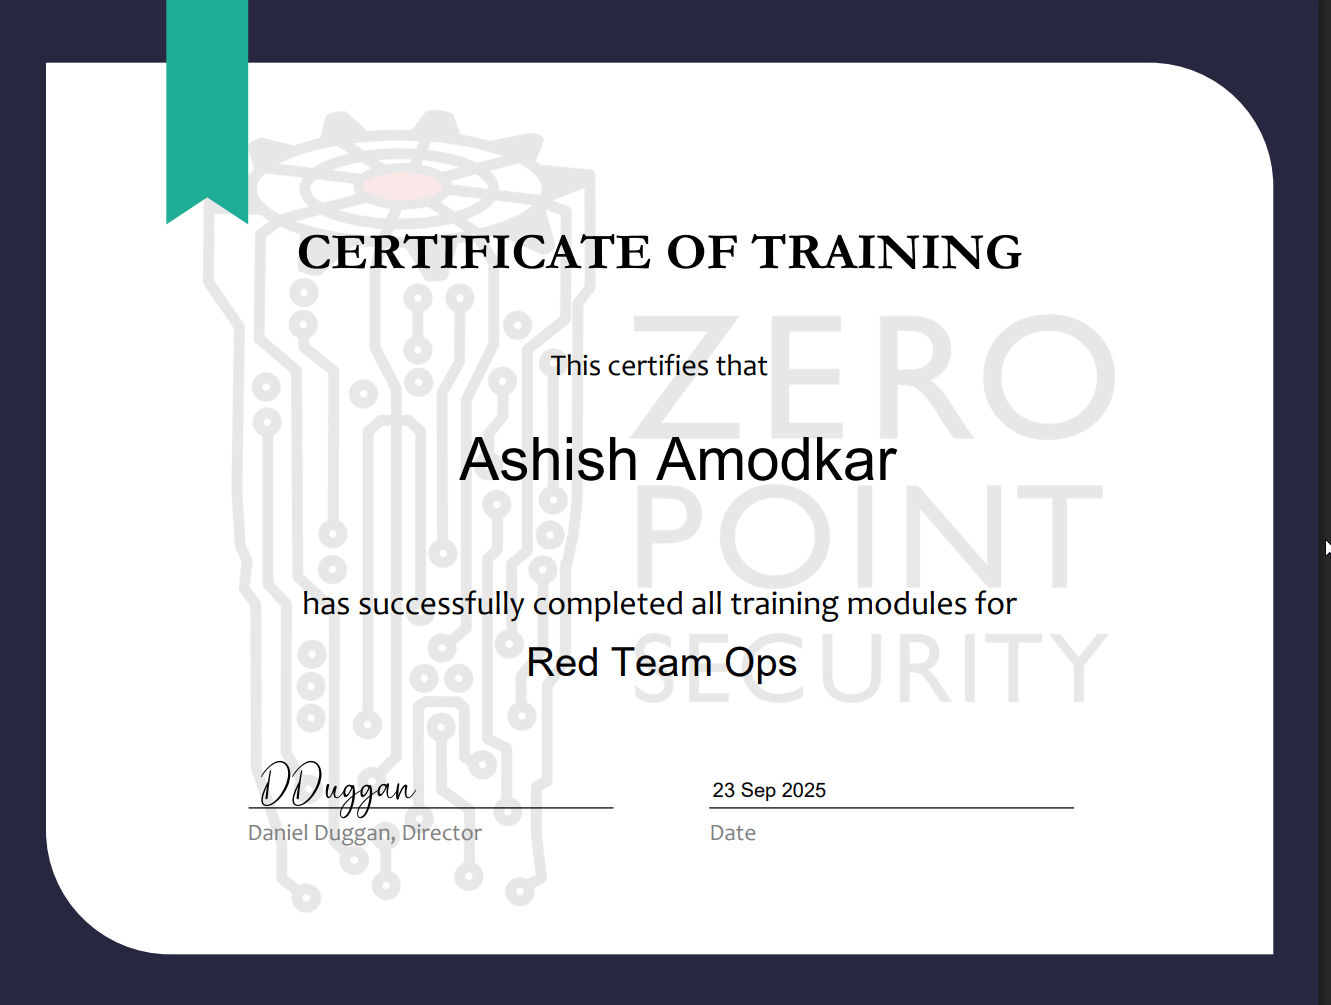 CERTIFICATE OF TRAINING
ZERO
This certifies that
Ashish Amodkar
POINT
has successfully completed all training modules for
SECURITY
Red Team Ops
DDuggan
23 Sep 2025
Daniel Duggan, Director
Date